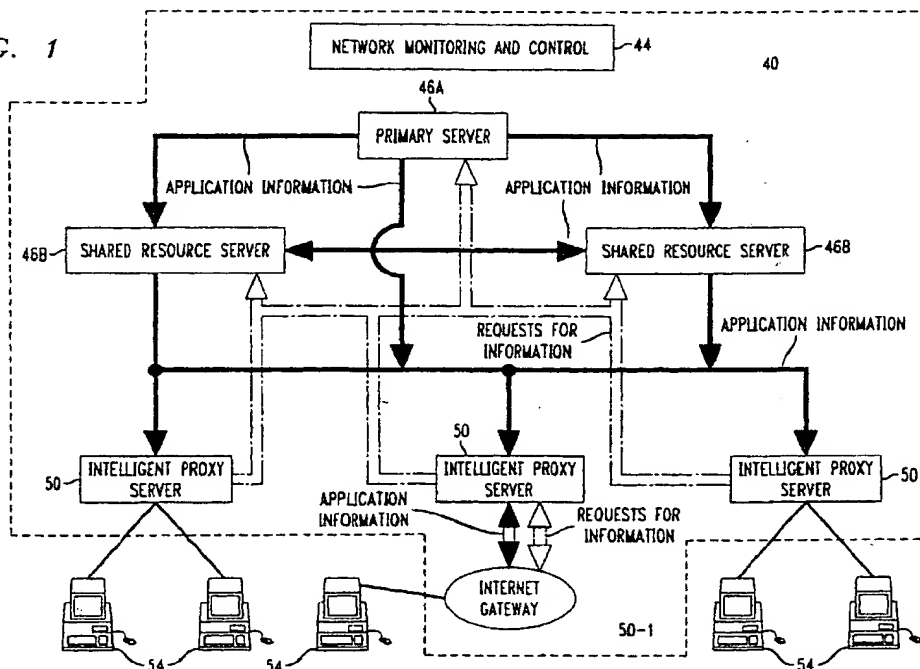 G. 1
NETWORK MONITORING AND CONTROL
44
40
46A
PRIMARY SERVER
APPLICATION INFORMATION
APPLICATION
INFORMATION
46B
SHARED RESOURCE SERVER
SHARED RESOURCE SERVER
46B
REQUESTS FOR
INFORMATION
APPLICATION INFORMATION
50
INTELLIGENT PROXY
SERVER
50
INTELLIGENT PROXY
SERVER
INTELLIGENT PROXY
SERVER
50
APPLICATION
INFORMATION
REQUESTS FOR
INFORMATION
INTERNET
GATEWAY
50-1
54
54
54